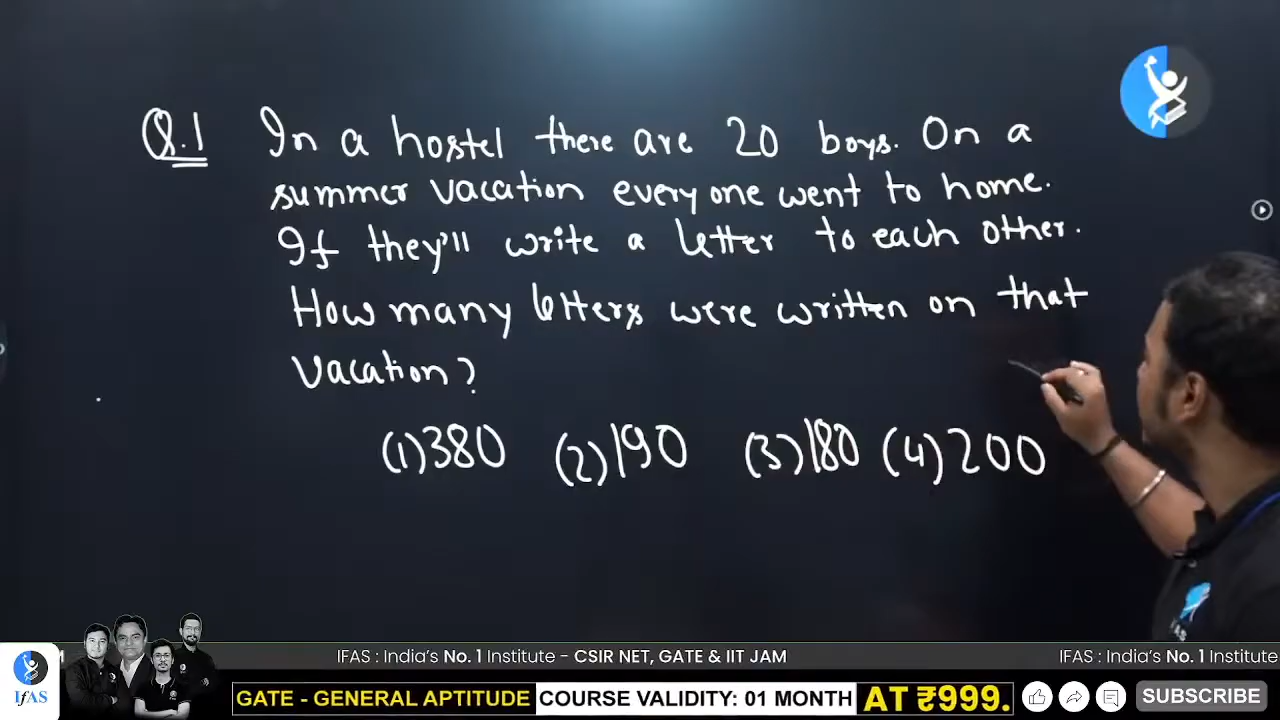 Q.1 In a hostel there are 20 boys. On a
summer vacation every one went to home.
If they'll write a letter to each other.
How many letters were written on that
vacation?
(1) 380 (2) 190 (3) 180 (4) 200
IFAS
M IFAS : India's No. 1 Institute – CSIR NET, GATE & IIT JAM IFAS : India's No. 1 Institute
IFAS GATE - GENERAL APTITUDE COURSE VALIDITY: 01 MONTH AT ₹999. SUBSCRIBE